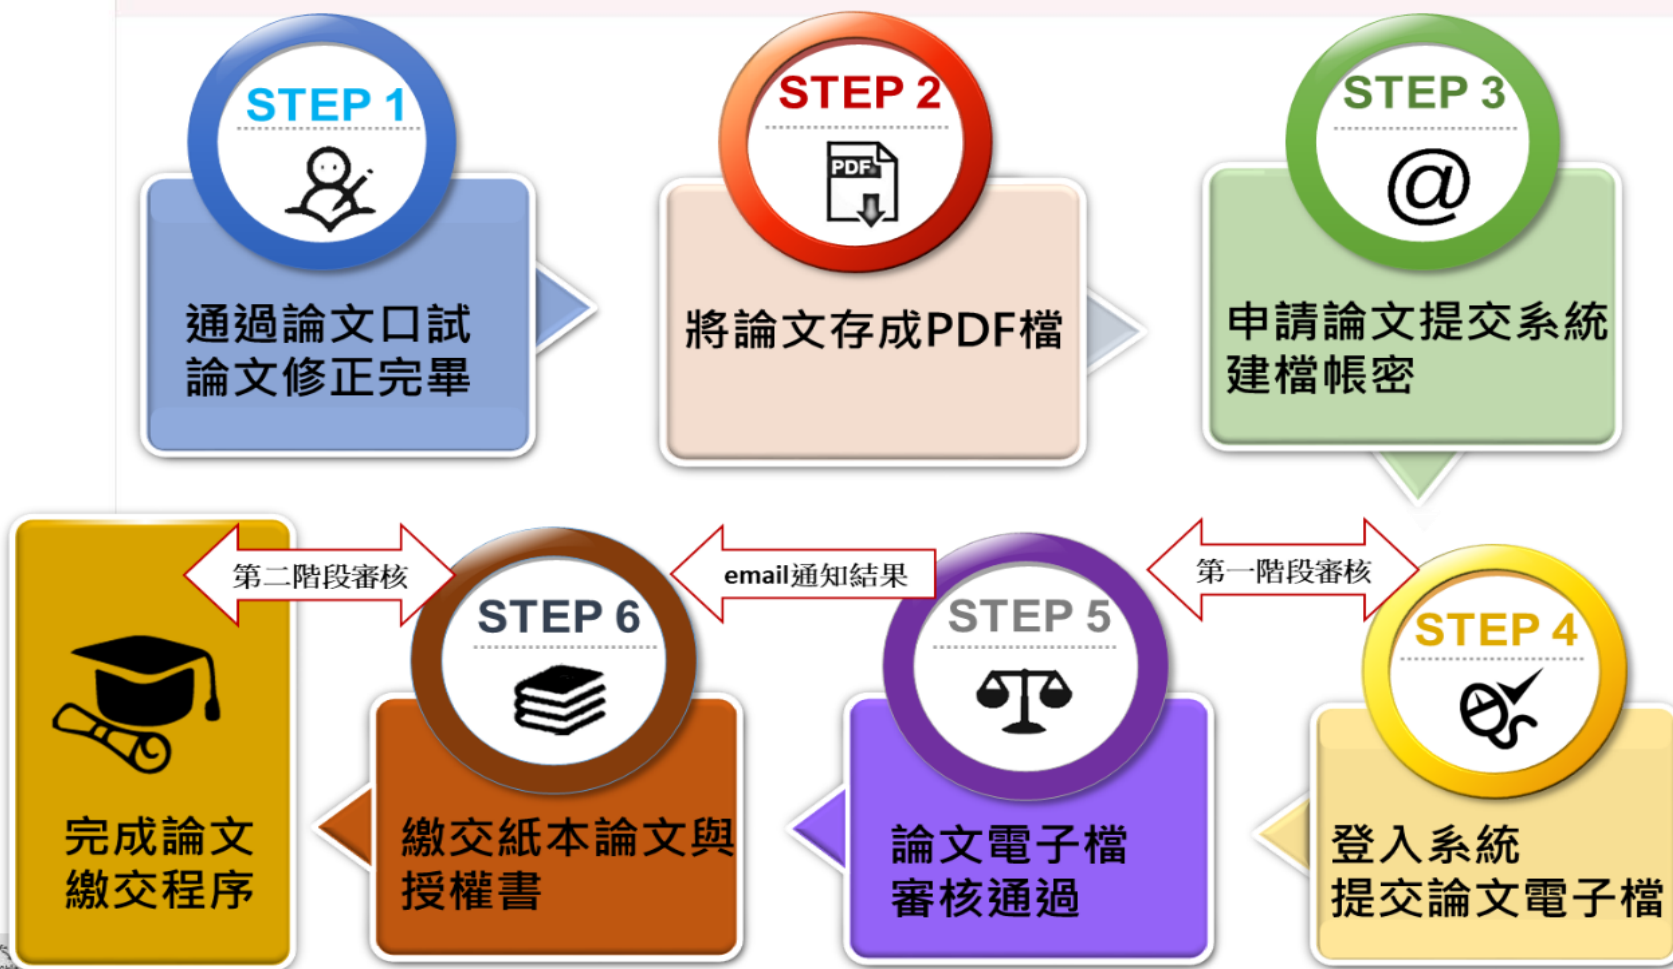 STEP 1
通過論文口試
論文修正完畢
STEP 2
PDF
將論文存成PDF檔
STEP 3
@
申請論文提交系統
建檔帳密
STEP 4
登入系統
提交論文電子檔
第一階段審核
STEP 5
論文電子檔
審核通過
email通知結果
STEP 6
繳交紙本論文與
授權書
第二階段審核
完成論文
繳交程序